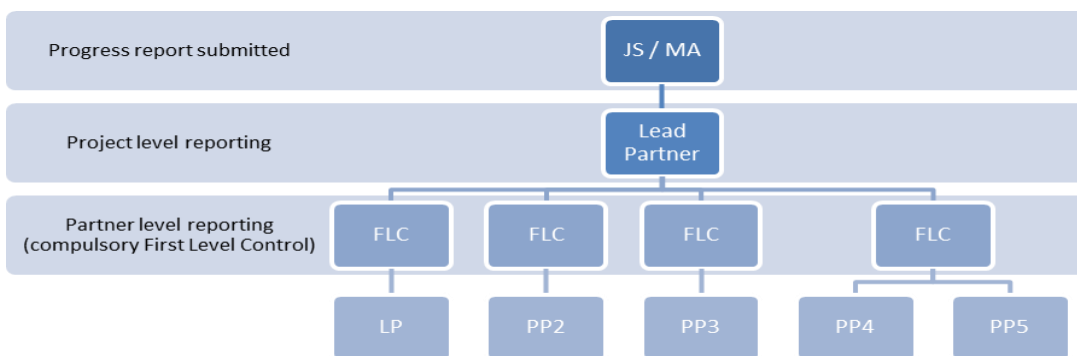 Progress report submitted
JS / MA
Project level reporting
Lead
Partner
Partner level reporting
(compulsory First Level Control)
FLC
FLC
FLC
FLC
LP
PP2
PP3
PP4
PP5